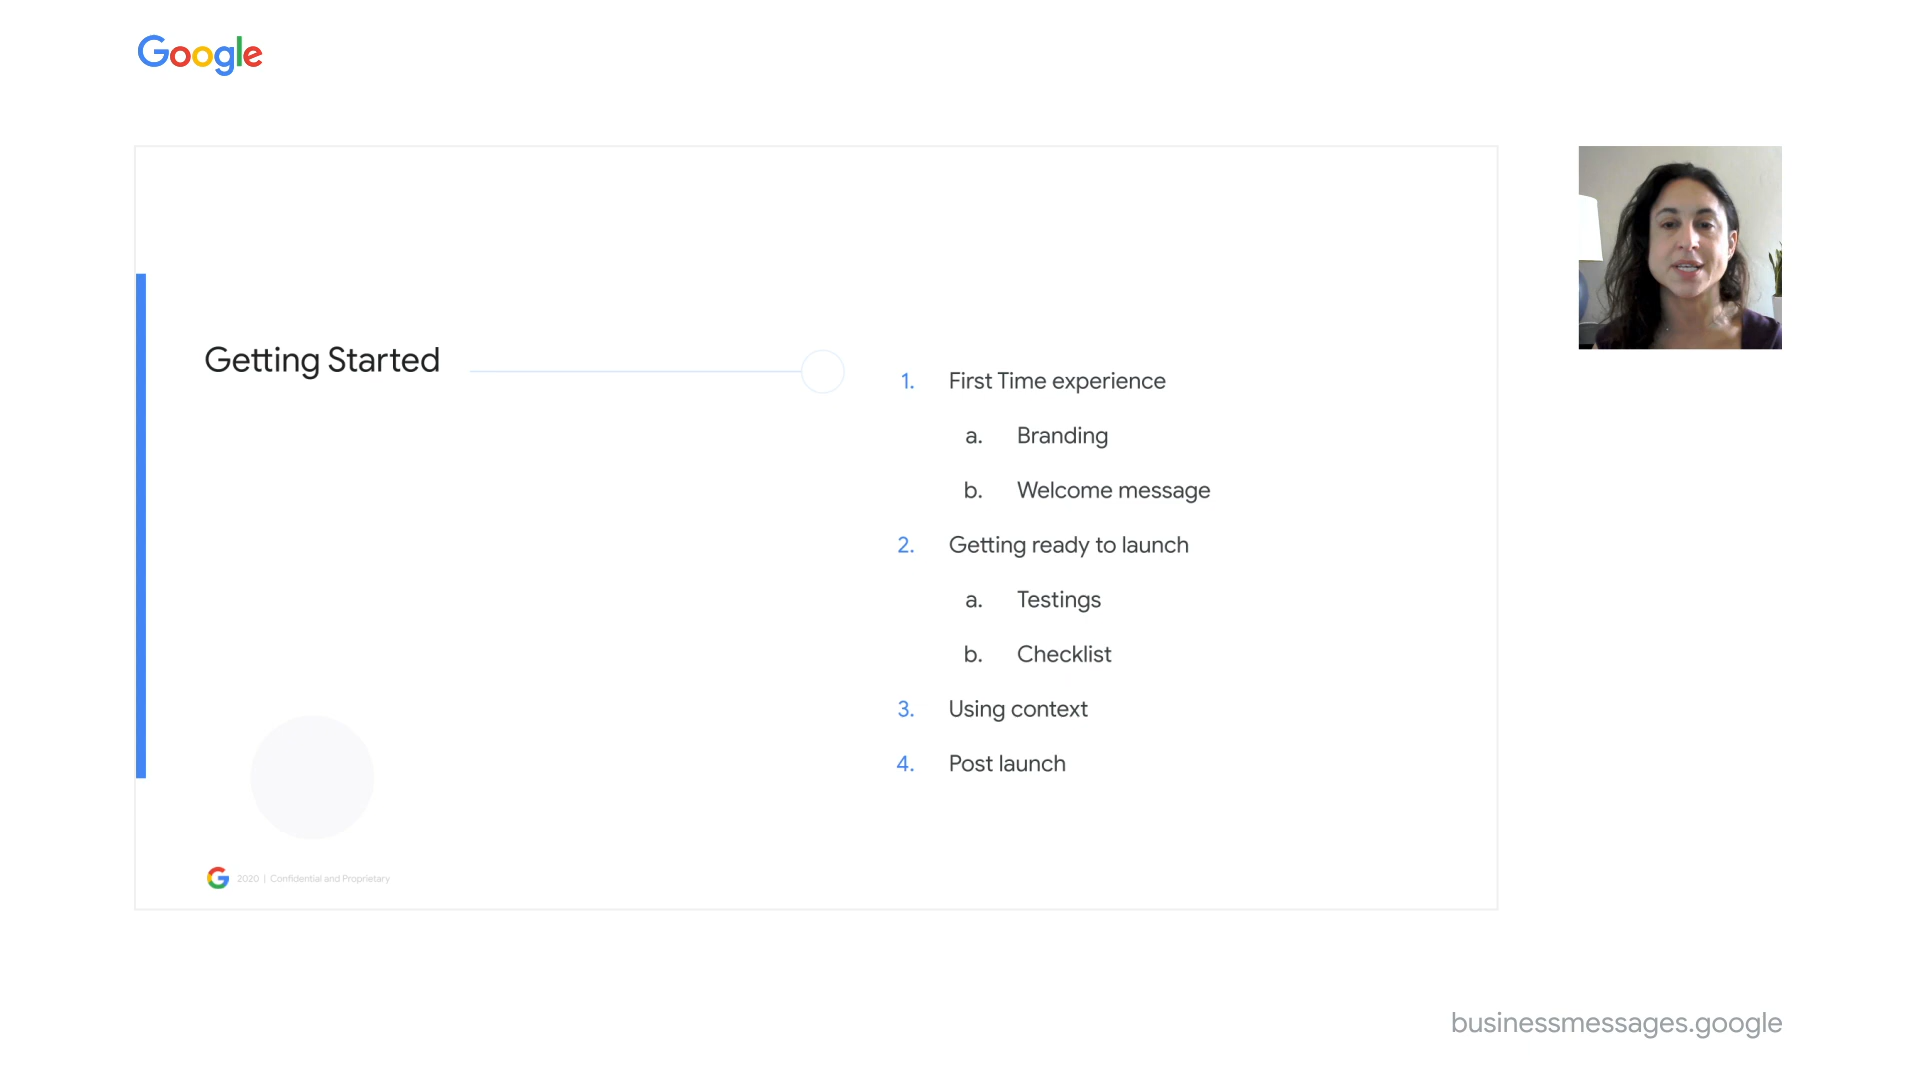 Google
Getting Started
1. First Time experience
a. Branding
b. Welcome message
2. Getting ready to launch
a. Testings
b. Checklist
3. Using context
4. Post launch
G 2020 | Confidential and Proprietary
businessmessages.google